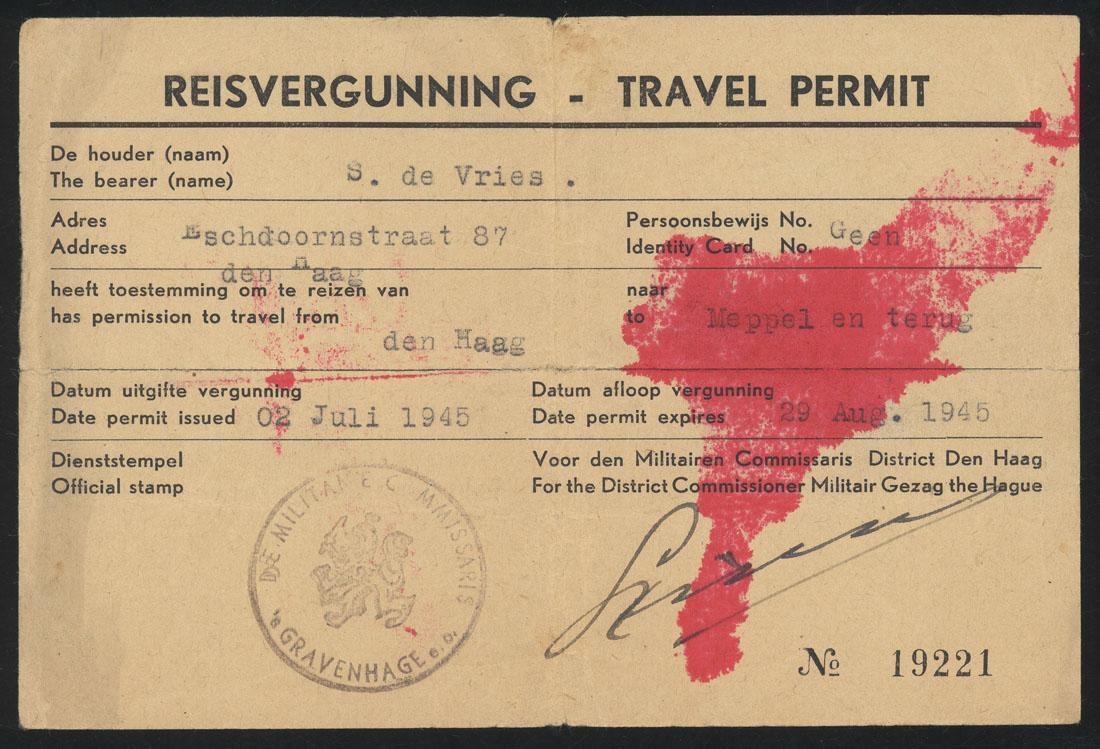 REISVERGUNNING - TRAVEL PERMIT
De houder (naam)
The bearer (name) S. de Vries .
Adres
Address Eschdoornstraat 87
den Haag
Persoonsbewijs No.
Identity Card No. Geen
heeft toestemming om te reizen van
has permission to travel from
den Haag
naar
to Meppel en terug
Datum uitgifte vergunning
Date permit issued 02 Juli 1945
Datum afloop vergunning
Date permit expires 29 Aug. 1945
Dienststempel
Official stamp
Voor den Militairen Commissaris District Den Haag
For the District Commissioner Militair Gezag the Hague
DE MILITAIRE COMMISSARIS
's GRAVENHAGE e.o.
№ 19221